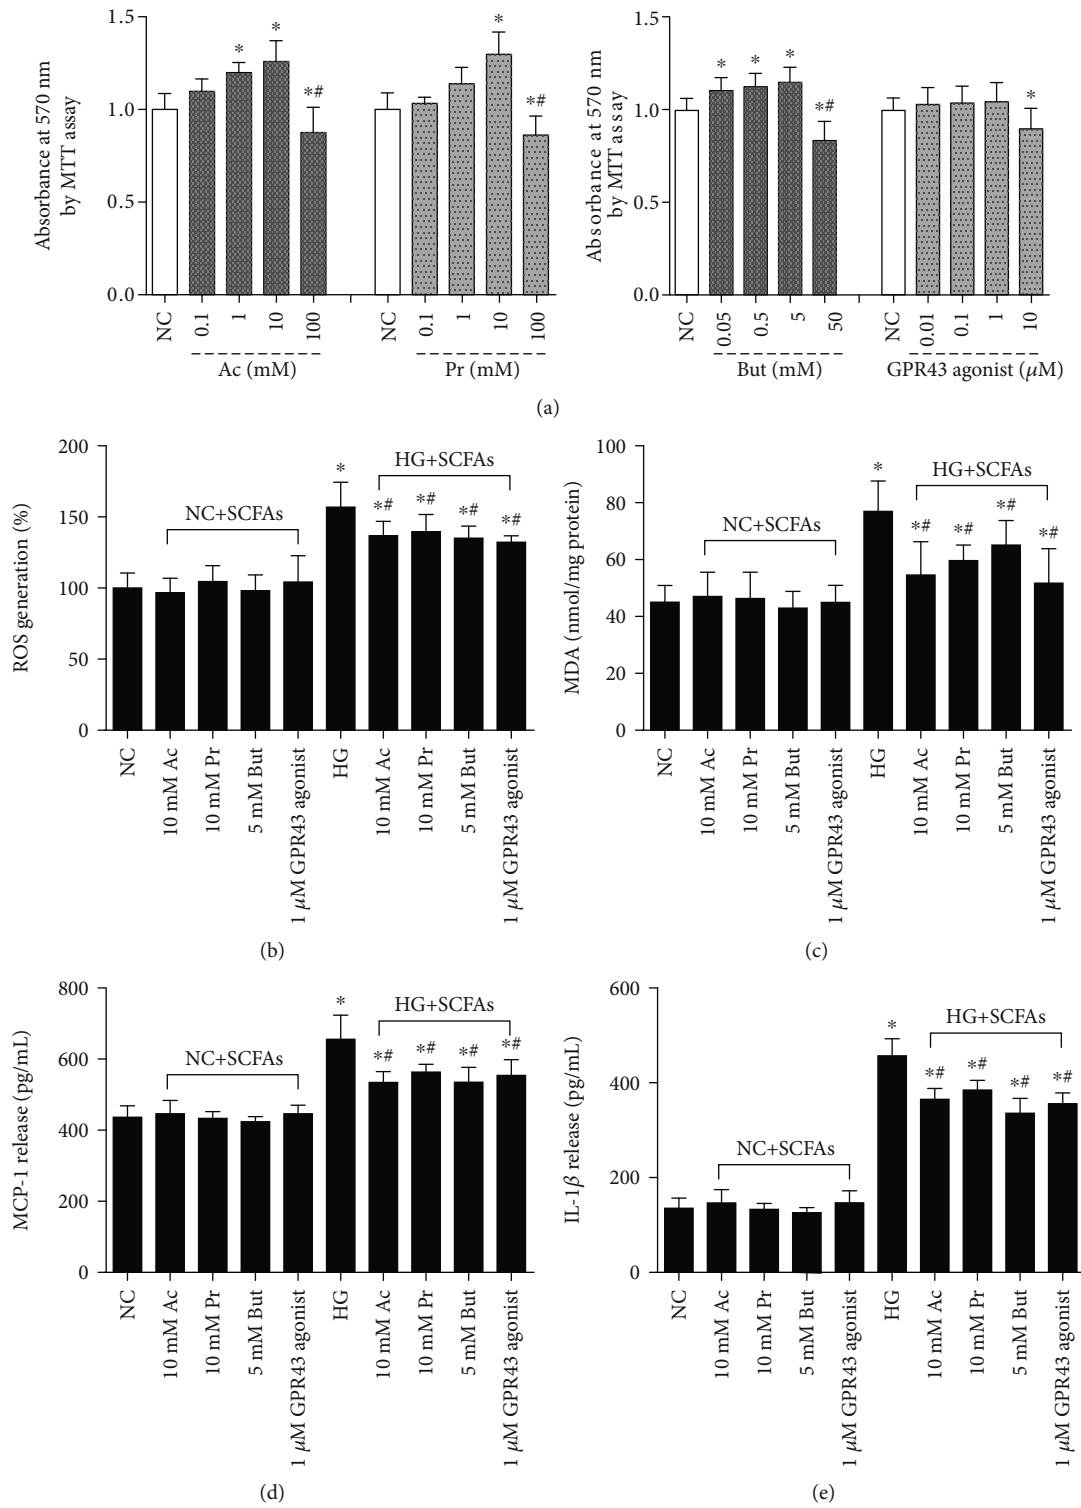 Absorbance at 570 nm
by MTT assay
1.5
1.0
0.5
0.0
* * *# * *#
NC 0.1 1 10 100 NC 0.1 1 10 100
Ac (mM) Pr (mM)
Absorbance at 570 nm
by MTT assay
1.5
1.0
0.5
0.0
* * * *# *
NC 0.05 0.5 5 50 NC 0.01 0.1 1 10
But (mM) GPR43 agonist (μM)
(a)
ROS generation (%)
200
150
100
50
0
NC+SCFAs
HG+SCFAs
* *# *# *# *#
NC
10 mM Ac
10 mM Pr
5 mM But
1 μM GPR43 agonist
HG
10 mM Ac
10 mM Pr
5 mM But
1 μM GPR43 agonist
(b)
MDA (nmol/mg protein)
100
80
60
40
20
0
NC+SCFAs
HG+SCFAs
* *# *# *# *#
NC
10 mM Ac
10 mM Pr
5 mM But
1 μM GPR43 agonist
HG
10 mM Ac
10 mM Pr
5 mM But
1 μM GPR43 agonist
(c)
MCP-1 release (pg/mL)
800
600
400
200
0
NC+SCFAs
HG+SCFAs
* *# *# *# *#
NC
10 mM Ac
10 mM Pr
5 mM But
1 μM GPR43 agonist
HG
10 mM Ac
10 mM Pr
5 mM But
1 μM GPR43 agonist
(d)
IL-1β release (pg/mL)
600
400
200
0
NC+SCFAs
HG+SCFAs
* *# *# *# *#
NC
10 mM Ac
10 mM Pr
5 mM But
1 μM GPR43 agonist
HG
10 mM Ac
10 mM Pr
5 mM But
1 μM GPR43 agonist
(e)